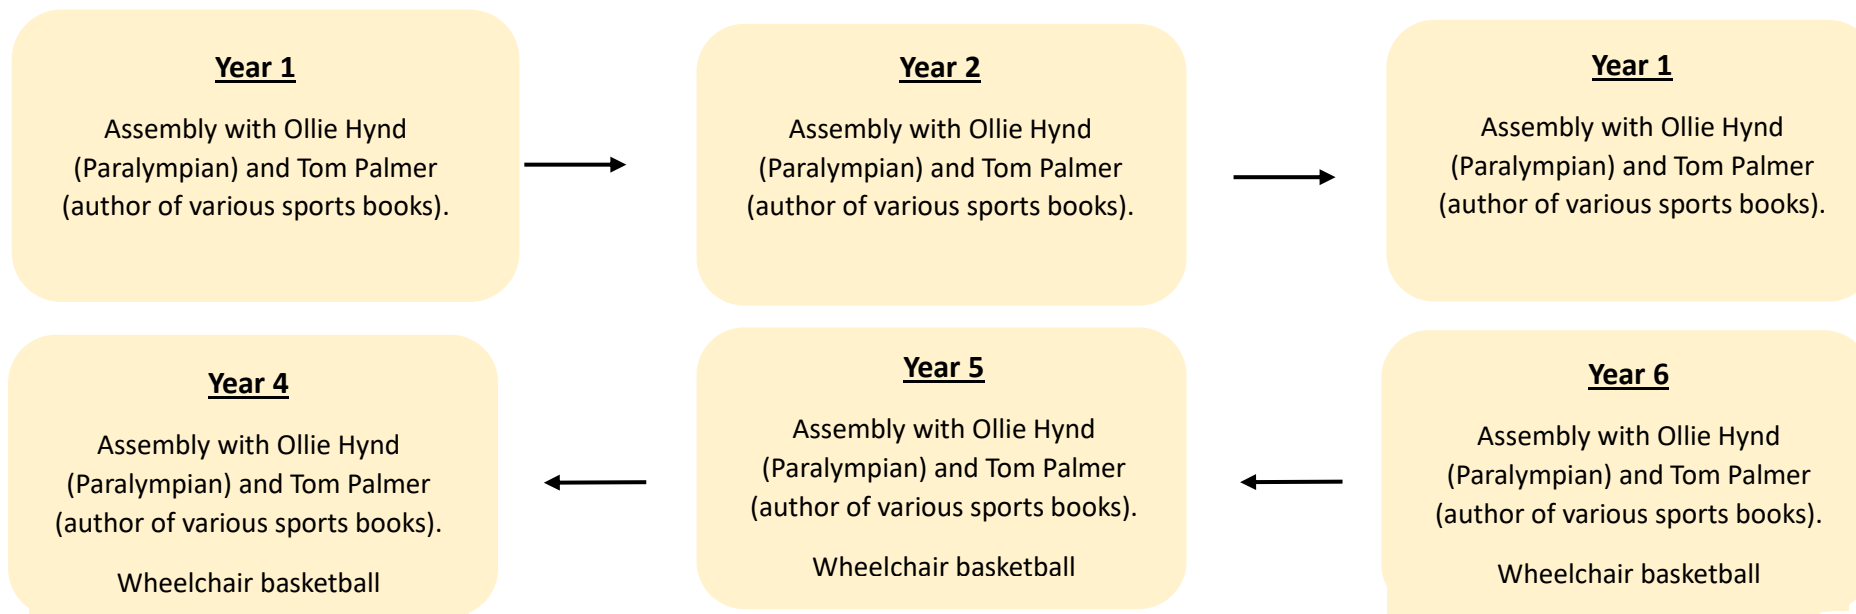 Year 1
Assembly with Ollie Hynd
(Paralympian) and Tom Palmer
(author of various sports books).
Year 2
Assembly with Ollie Hynd
(Paralympian) and Tom Palmer
(author of various sports books).
Year 1
Assembly with Ollie Hynd
(Paralympian) and Tom Palmer
(author of various sports books).
Year 4
Assembly with Ollie Hynd
(Paralympian) and Tom Palmer
(author of various sports books).
Wheelchair basketball
Year 5
Assembly with Ollie Hynd
(Paralympian) and Tom Palmer
(author of various sports books).
Wheelchair basketball
Year 6
Assembly with Ollie Hynd
(Paralympian) and Tom Palmer
(author of various sports books).
Wheelchair basketball